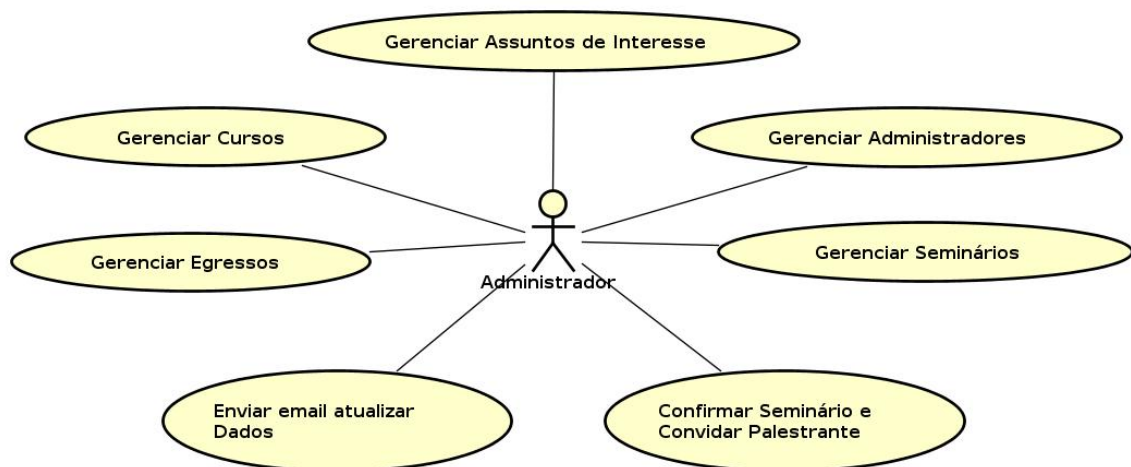 Gerenciar Assuntos de Interesse
Gerenciar Cursos
Gerenciar Administradores
Gerenciar Egressos
Gerenciar Seminários
Administrador
Enviar email atualizar
Dados
Confirmar Seminário e
Convidar Palestrante